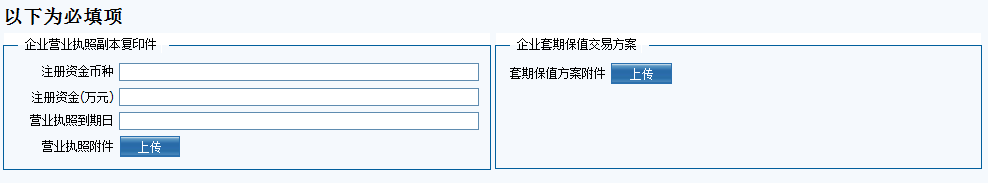 以下为必填项
企业营业执照副本复印件
注册资金币种
注册资金(万元)
营业执照到期日
营业执照附件 上传
企业套期保值交易方案
套期保值方案附件 上传